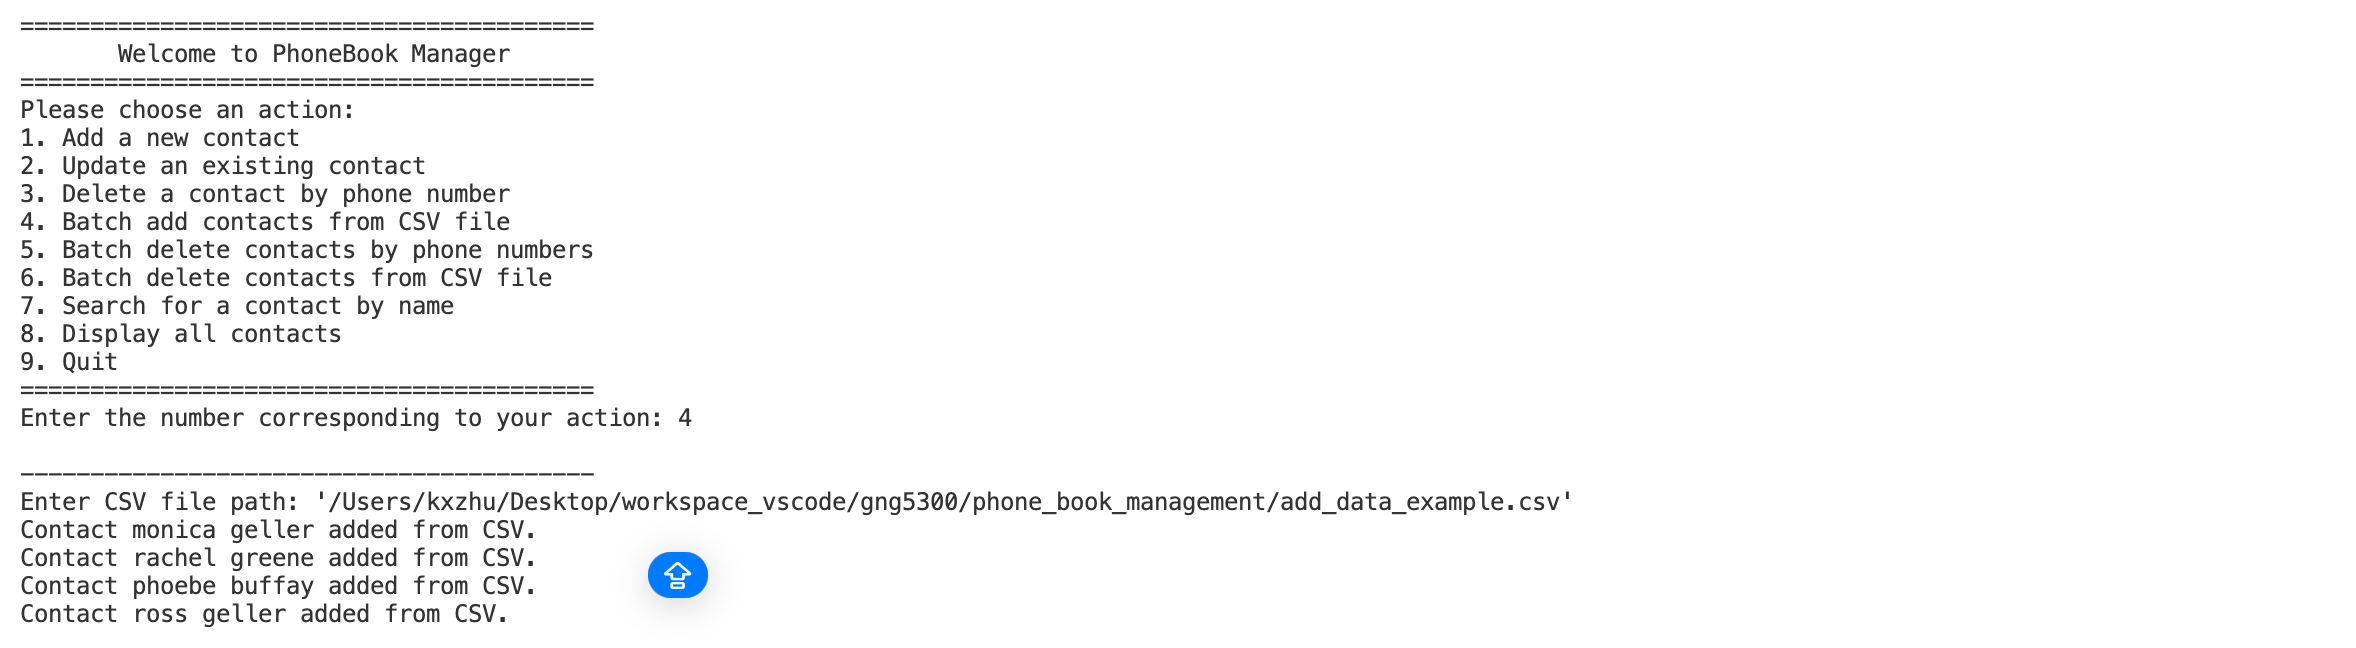 =========================================
       Welcome to PhoneBook Manager
=========================================
Please choose an action:
1. Add a new contact
2. Update an existing contact
3. Delete a contact by phone number
4. Batch add contacts from CSV file
5. Batch delete contacts by phone numbers
6. Batch delete contacts from CSV file
7. Search for a contact by name
8. Display all contacts
9. Quit
=========================================
Enter the number corresponding to your action: 4

-----------------------------------------
Enter CSV file path: '/Users/kxzhu/Desktop/workspace_vscode/gng5300/phone_book_management/add_data_example.csv'
Contact monica geller added from CSV.
Contact rachel greene added from CSV.
Contact phoebe buffay added from CSV.
Contact ross geller added from CSV.